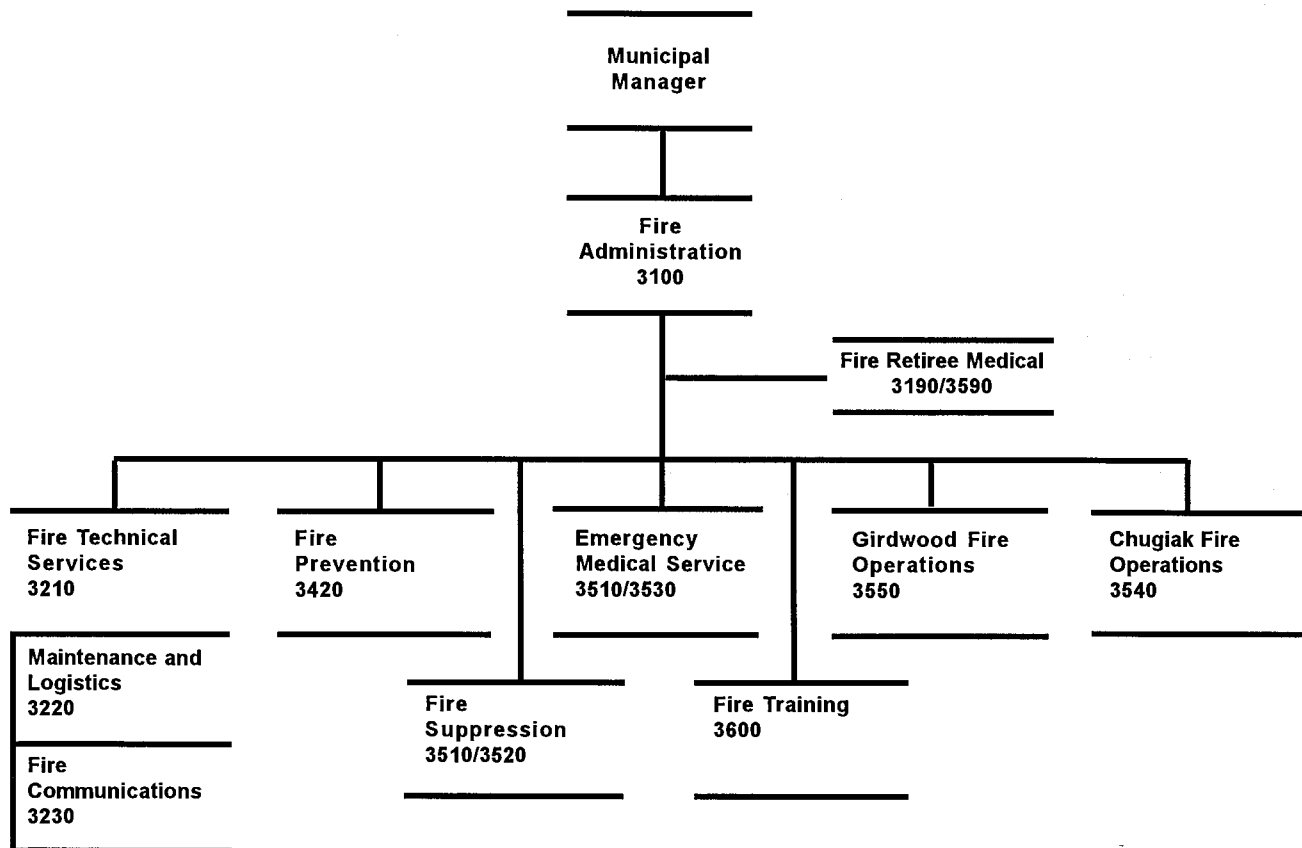 Municipal
Manager
Fire
Administration
3100
Fire Retiree Medical
3190/3590
Fire Technical
Services
3210
Fire
Prevention
3420
Emergency
Medical Service
3510/3530
Girdwood Fire
Operations
3550
Chugiak Fire
Operations
3540
Maintenance and
Logistics
3220
Fire
Communications
3230
Fire
Suppression
3510/3520
Fire Training
3600